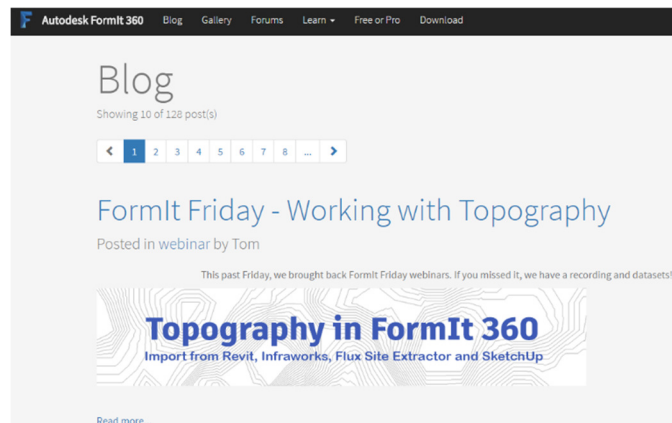 Autodesk FormIt 360 Blog Gallery Forums Learn Free or Pro Download
Blog
Showing 10 of 128 post(s)
1 2 3 4 5 6 7 8 ...
FormIt Friday - Working with Topography
Posted in webinar by Tom
This past Friday, we brought back FormIt Friday webinars. If you missed it, we have a recording and datasets!
Topography in FormIt 360
Import from Revit, Infraworks, Flux Site Extractor and SketchUp
Read more